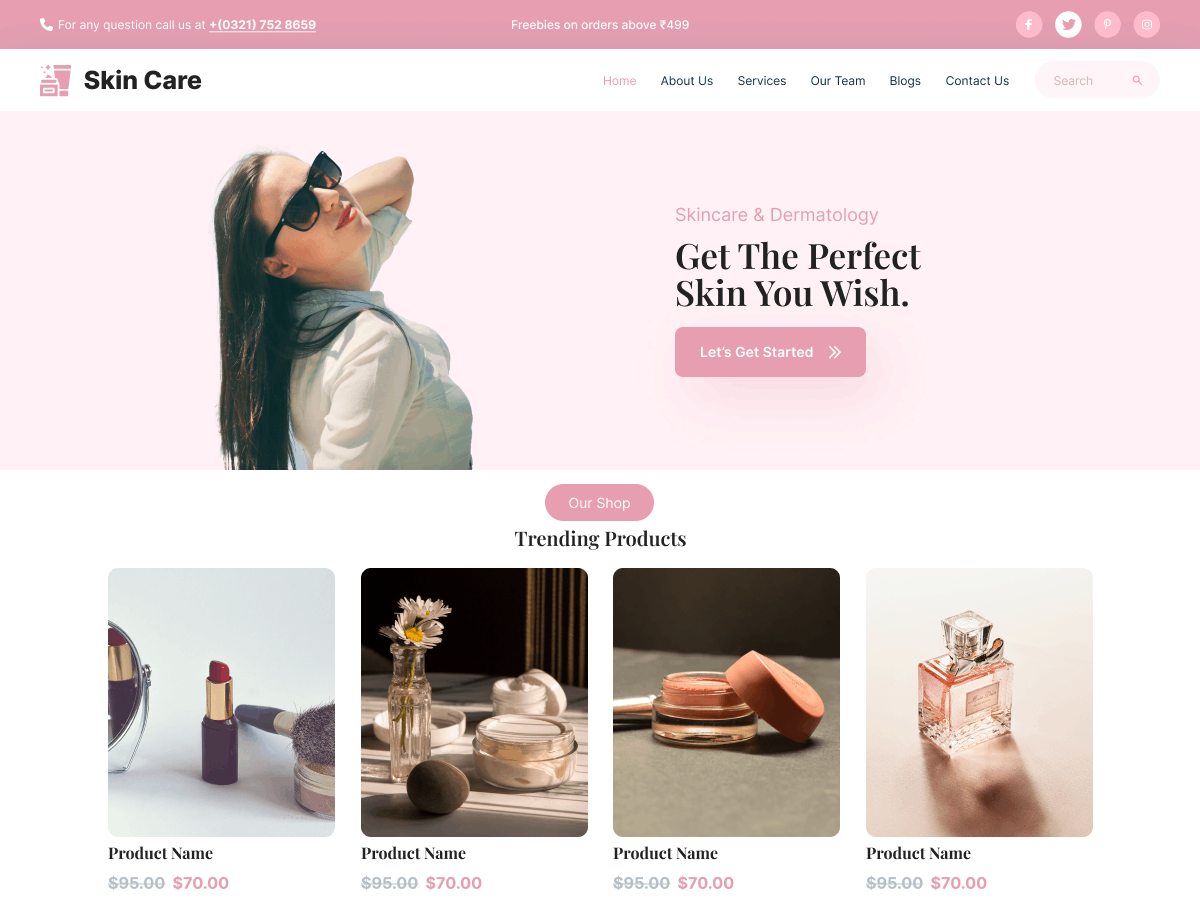 For any question call us at +(0321) 752 8659
Freebies on orders above ₹499
Skin Care
Home About Us Services Our Team Blogs Contact Us Search
Skincare & Dermatology
Get The Perfect
Skin You Wish.
Let’s Get Started
Our Shop
Trending Products
Product Name
$95.00 $70.00
Product Name
$95.00 $70.00
Product Name
$95.00 $70.00
Product Name
$95.00 $70.00